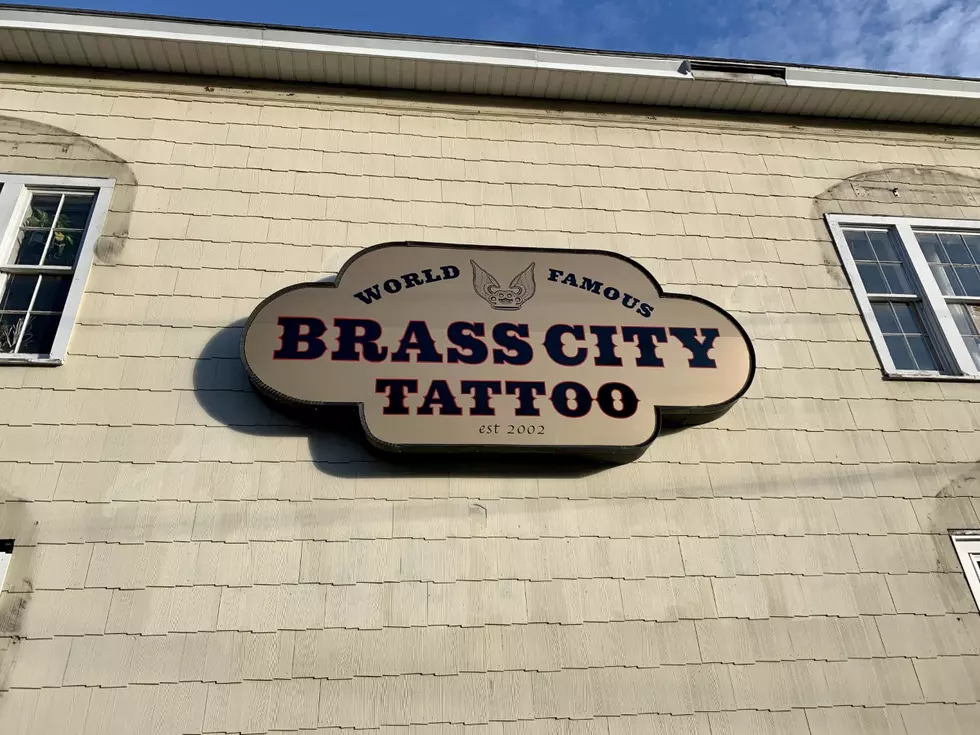 WORLD FAMOUS
BRASS CITY
TATTOO
est 2002